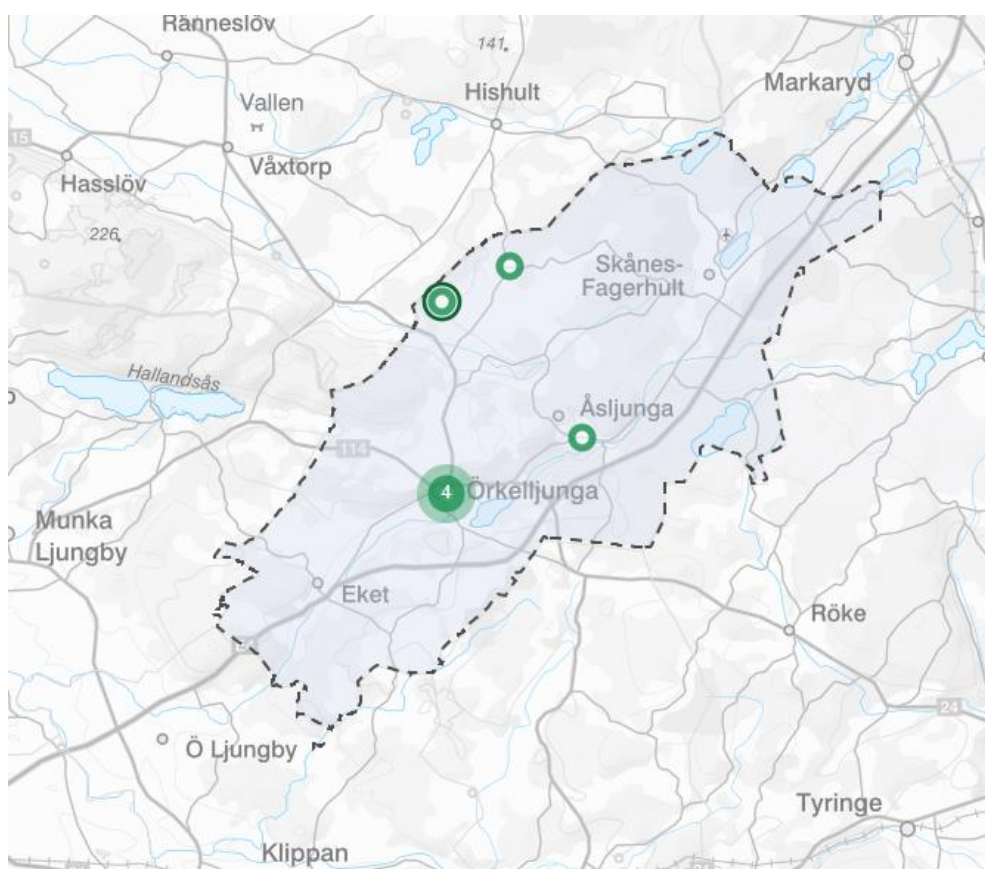 Ränneslöv
141
Markaryd
Hishult
Vallen
15
Våxtorp
Hasslöv
226
Skånes-
Fagerhult
Hallandsås
Åsljunga
114
4
Örkelljunga
Munka
Ljungby
Eket
Röke
24
Ö Ljungby
Tyringe
Klippan